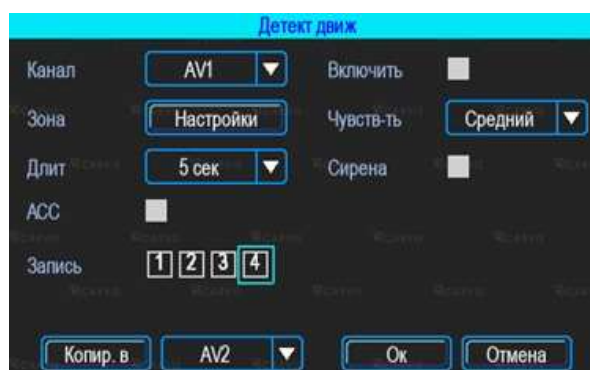 Детект движ
Канал AV1 Включить
Зона Настройки Чувств-ть Средний
Длит 5 сек Сирена
ACC
Запись 1 2 3 4
Копир. в AV2 Ок Отмена